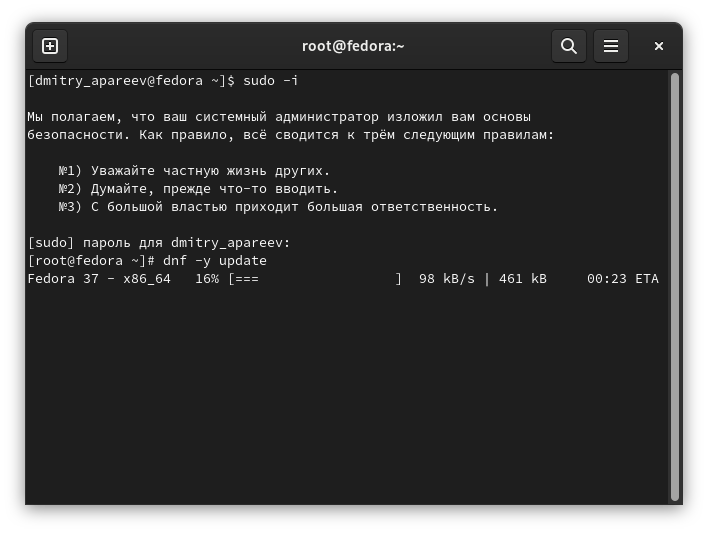 root@fedora:~
[dmitry_apareev@fedora ~]$ sudo -i
Мы полагаем, что ваш системный администратор изложил вам основы
безопасности. Как правило, всё сводится к трём следующим правилам:
№1) Уважайте частную жизнь других.
№2) Думайте, прежде что-то вводить.
№3) С большой властью приходит большая ответственность.
[sudo] пароль для dmitry_apareev:
[root@fedora ~]# dnf -y update
Fedora 37 - x86_64   16% [===                 ]  98 kB/s | 461 kB     00:23 ETA